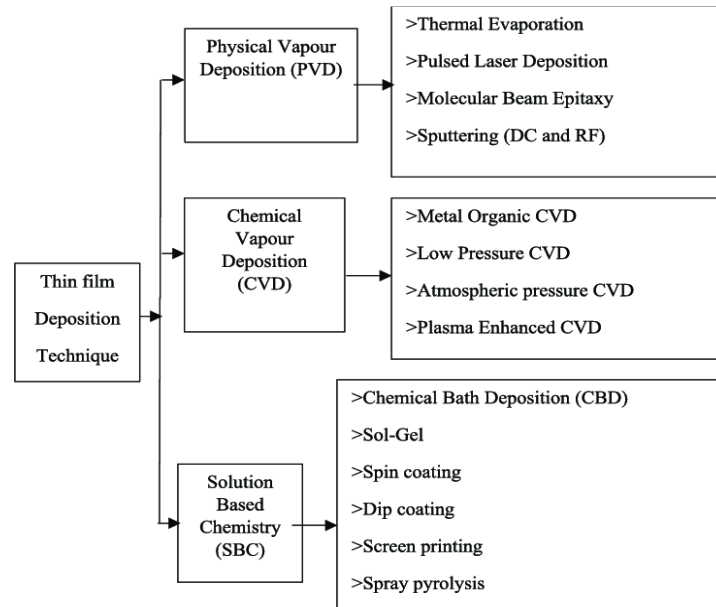 Thin film
Deposition
Technique
Physical Vapour
Deposition (PVD)
>Thermal Evaporation
>Pulsed Laser Deposition
>Molecular Beam Epitaxy
>Sputtering (DC and RF)
Chemical
Vapour
Deposition
(CVD)
>Metal Organic CVD
>Low Pressure CVD
>Atmospheric pressure CVD
>Plasma Enhanced CVD
Solution
Based
Chemistry
(SBC)
>Chemical Bath Deposition (CBD)
>Sol-Gel
>Spin coating
>Dip coating
>Screen printing
>Spray pyrolysis